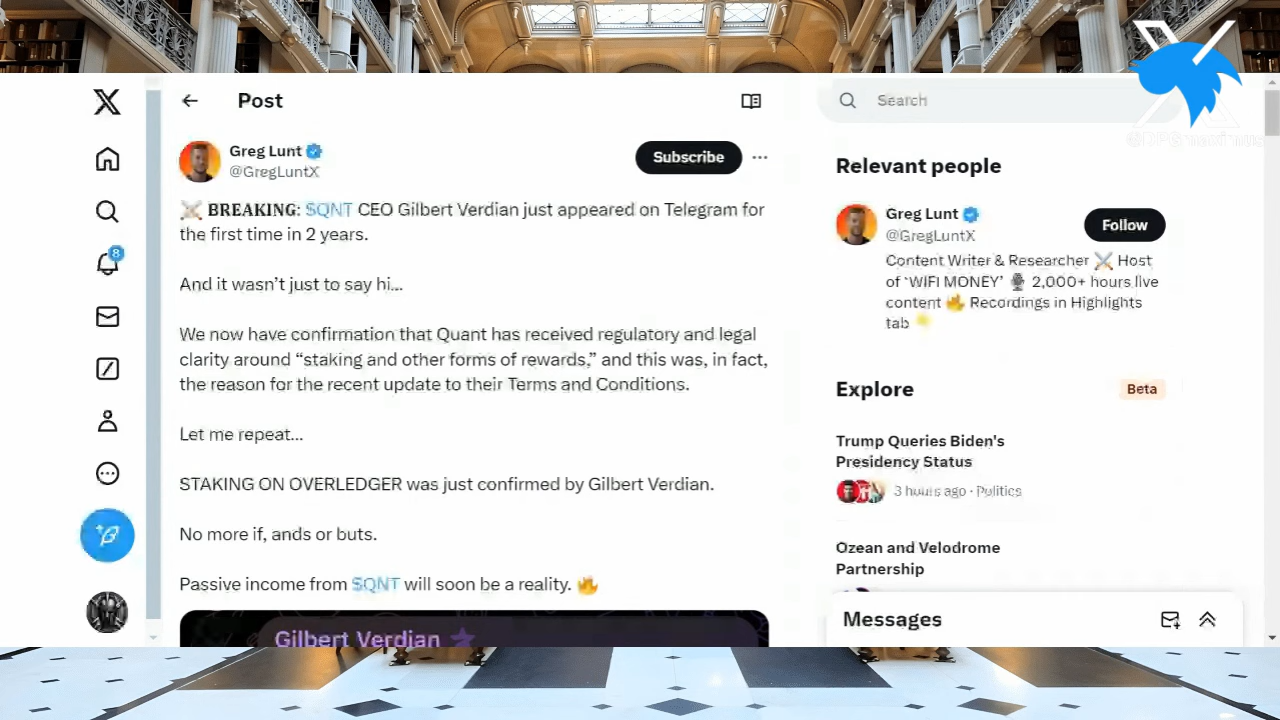 Post
Search
Greg Lunt
@GregLuntX
Subscribe
⚔️ BREAKING: $QNT CEO Gilbert Verdian just appeared on Telegram for
the first time in 2 years.
And it wasn't just to say hi...
We now have confirmation that Quant has received regulatory and legal
clarity around “staking and other forms of rewards,” and this was, in fact,
the reason for the recent update to their Terms and Conditions.
Let me repeat...
STAKING ON OVERLEDGER was just confirmed by Gilbert Verdian.
No more if, ands or buts.
Passive income from $QNT will soon be a reality. 🔥
Gilbert Verdian
8
Relevant people
Greg Lunt
@GregLuntX
Follow
Content Writer & Researcher ⚔️ Host
of `WIFI MONEY' 🎙️ 2,000+ hours live
content 🔥 Recordings in Highlights
tab
Explore
Beta
Trump Queries Biden's
Presidency Status
3 hours ago · Politics
Ozean and Velodrome
Partnership
Messages